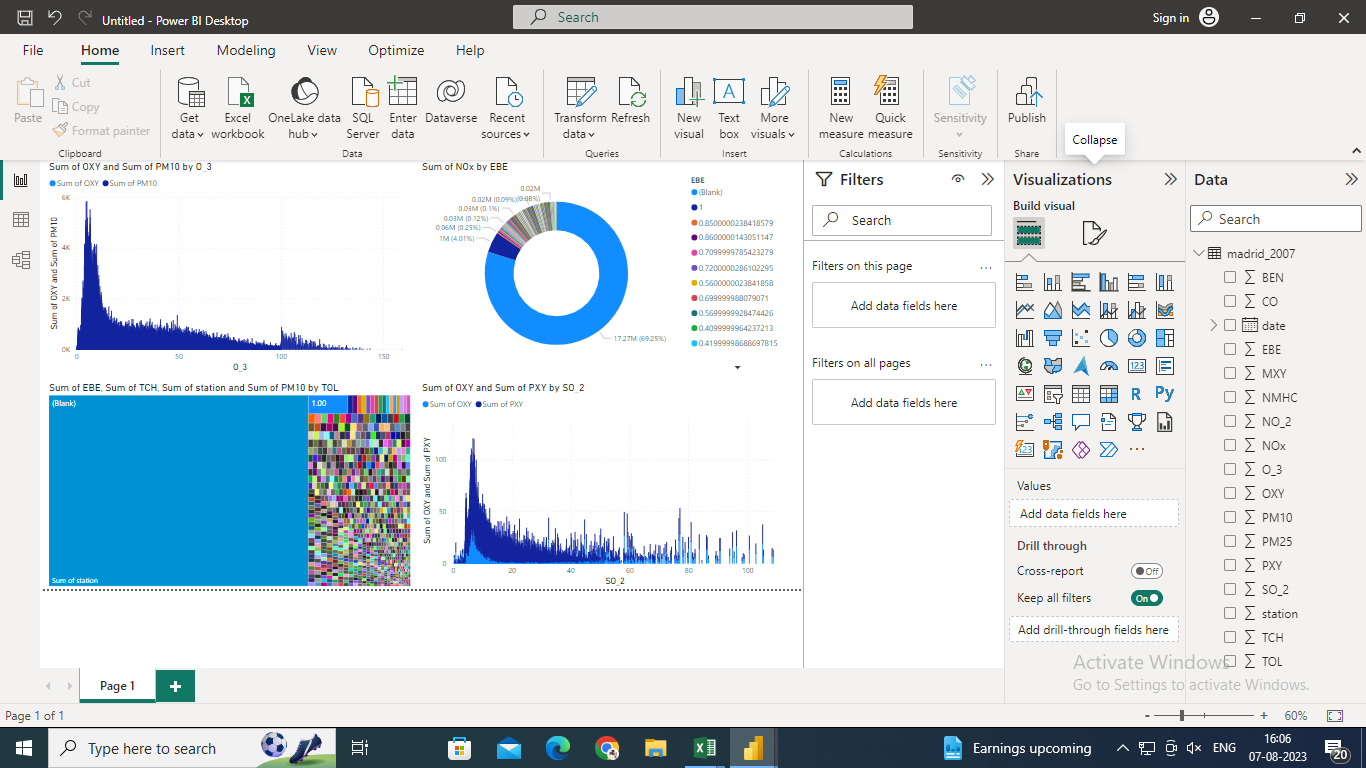 Untitled - Power BI Desktop
Search
Sign in
File
Home
Insert
Modeling
View
Optimize
Help
Paste
Cut
Copy
Format painter
Clipboard
Get data
Excel workbook
OneLake data hub
SQL Server
Enter data
Dataverse
Recent sources
Data
Transform data
Refresh
Queries
New visual
Text box
More visuals
Insert
New measure
Quick measure
Calculations
Sensitivity
Sensitivity
Publish
Share
Collapse
Sum of OXY and Sum of PM10 by O_3
Sum of OXY
Sum of PM10
Sum of OXY and Sum of PM10
6K
4K
2K
0K
0
50
100
150
O_3
Sum of NOx by EBE
0.02M
(0.08%)
0.02M (0.09%)
0.03M (0.1%)
0.03M (0.12%)
0.06M (0.25%)
1M (4.01%)
17.27M (69.25%)
EBE
(Blank)
1
0.8500000238418579
0.8600000143051147
0.7099999785423279
0.7200000286102295
0.5600000023841858
0.699999988079071
0.5699999928474426
0.4099999964237213
0.41999998688697815
Sum of EBE, Sum of TCH, Sum of station and Sum of PM10 by TOL
(Blank)
1.00
Sum of station
Sum of OXY and Sum of PXY by SO_2
Sum of OXY
Sum of PXY
Sum of OXY and Sum of PXY
100
50
0
0
20
40
60
80
100
SO_2
Filters
Search
Filters on this page
...
Add data fields here
Filters on all pages
...
Add data fields here
Visualizations
Build visual
R
Py
123
...
Values
Add data fields here
Drill through
Cross-report
Off
Keep all filters
On
Add drill-through fields here
Data
Search
madrid_2007
BEN
CO
date
EBE
MXY
NMHC
NO_2
NOx
O_3
OXY
PM10
PM25
PXY
SO_2
station
TCH
TOL
Activate Windows
Go to Settings to activate Windows.
Page 1
Page 1 of 1
- + 60%
Type here to search
Earnings upcoming
ENG
16:06
07-08-2023
20